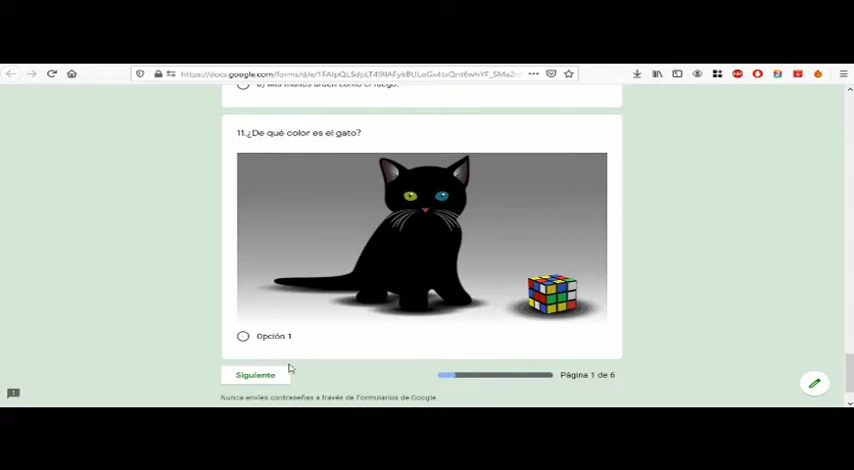 11.¿De qué color es el gato?
Opción 1
Siguiente
Página 1 de 6
Nunca envíes contraseñas a través de Formularios de Google.